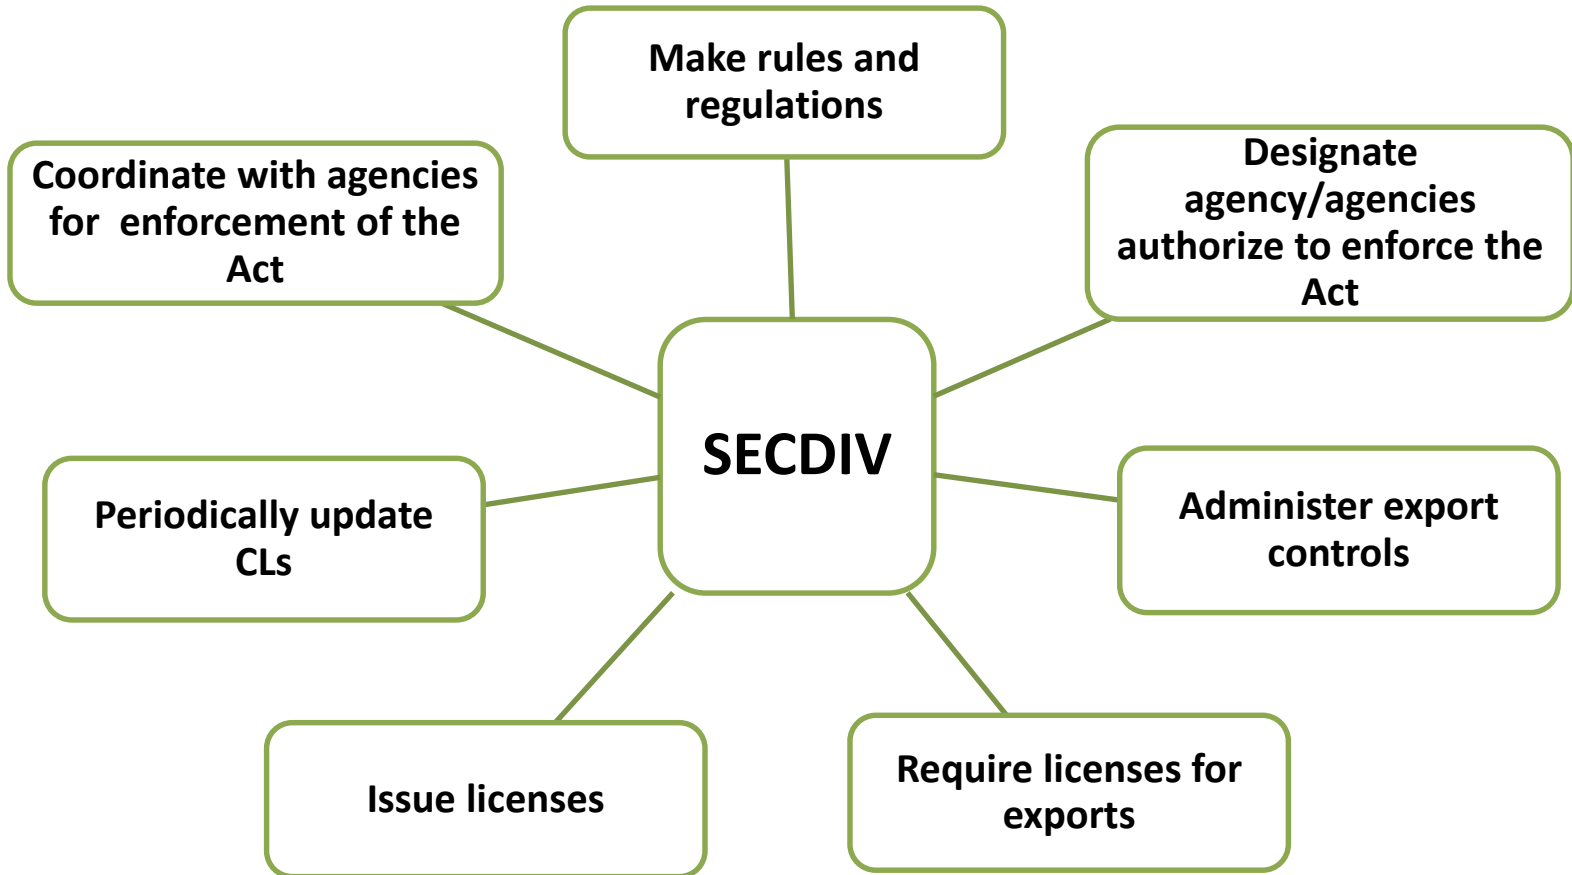 Make rules and
regulations
Coordinate with agencies
for  enforcement of the
Act
Designate
agency/agencies
authorize to enforce the
Act
SECDIV
Periodically update
CLs
Administer export
controls
Issue licenses
Require licenses for
exports